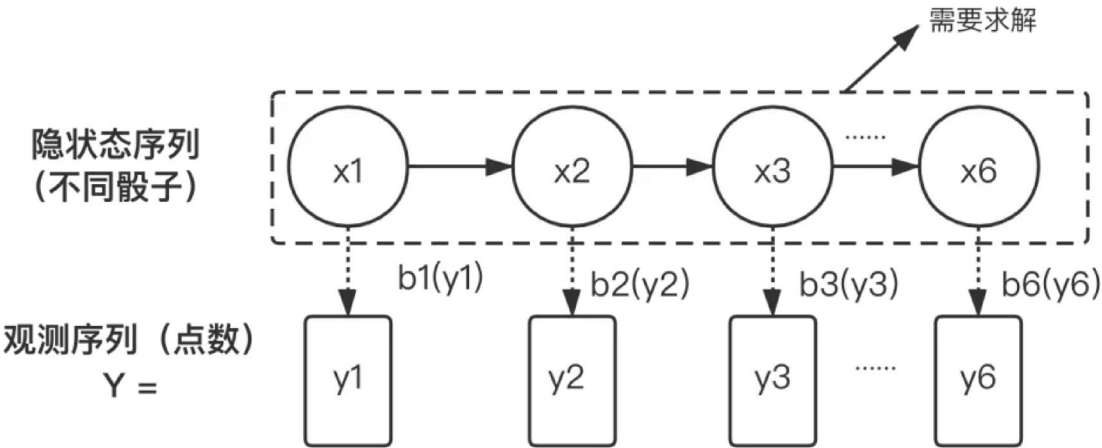 需要求解
隐状态序列
（不同骰子）
x1
x2
x3
......
x6
b1(y1)
b2(y2)
b3(y3)
b6(y6)
观测序列（点数）
Y =
y1
y2
y3
......
y6